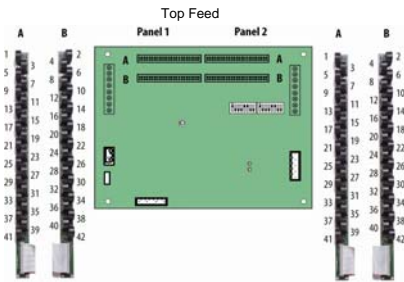 Top Feed
A B Panel 1 Panel 2 A B
A A
B B
1 2 1 2
3 4 3 4
5 6 5 6
7 8 7 8
9 10 9 10
11 12 11 12
13 14 13 14
15 16 15 16
17 18 17 18
19 20 19 20
21 22 21 22
23 24 23 24
25 26 25 26
27 28 27 28
29 30 29 30
31 32 31 32
33 34 33 34
35 36 35 36
37 38 37 38
39 40 39 40
41 42 41 42